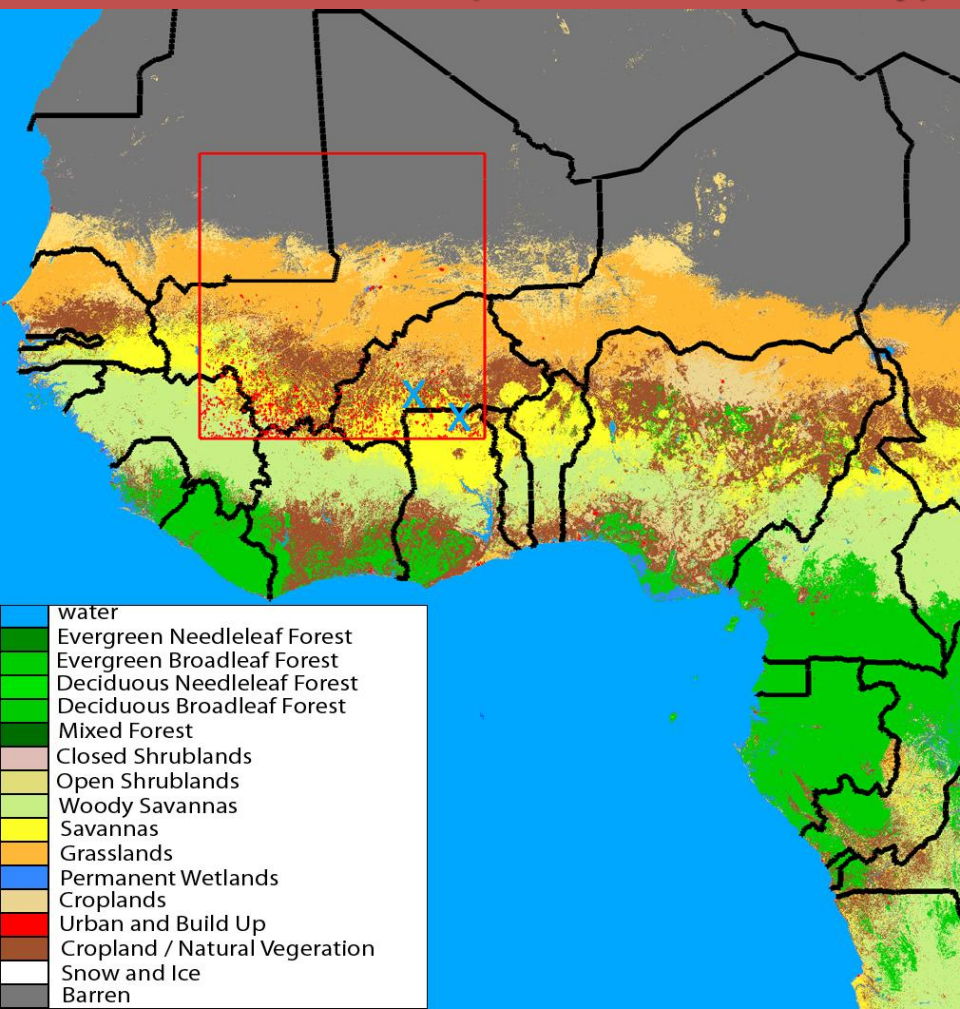 X
X
water
Evergreen Needleleaf Forest
Evergreen Broadleaf Forest
Deciduous Needleleaf Forest
Deciduous Broadleaf Forest
Mixed Forest
Closed Shrublands
Open Shrublands
Woody Savannas
Savannas
Grasslands
Permanent Wetlands
Croplands
Urban and Build Up
Cropland / Natural Vegeration
Snow and Ice
Barren